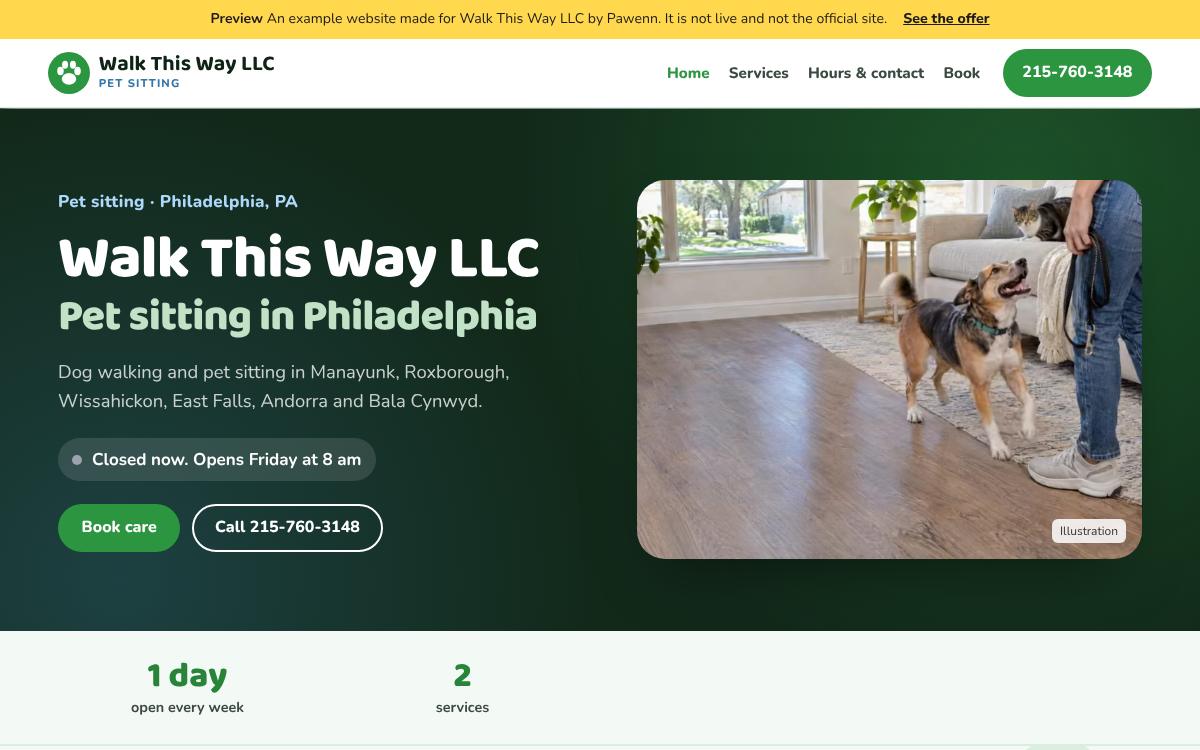 Preview An example website made for Walk This Way LLC by Pawenn. It is not live and not the official site. See the offer
Walk This Way LLC
PET SITTING
Home Services Hours & contact Book 215-760-3148
Pet sitting · Philadelphia, PA
Walk This Way LLC
Pet sitting in Philadelphia
Dog walking and pet sitting in Manayunk, Roxborough,
Wissahickon, East Falls, Andorra and Bala Cynwyd.
Closed now. Opens Friday at 8 am
Book care Call 215-760-3148
Illustration
1 day 2
open every week services